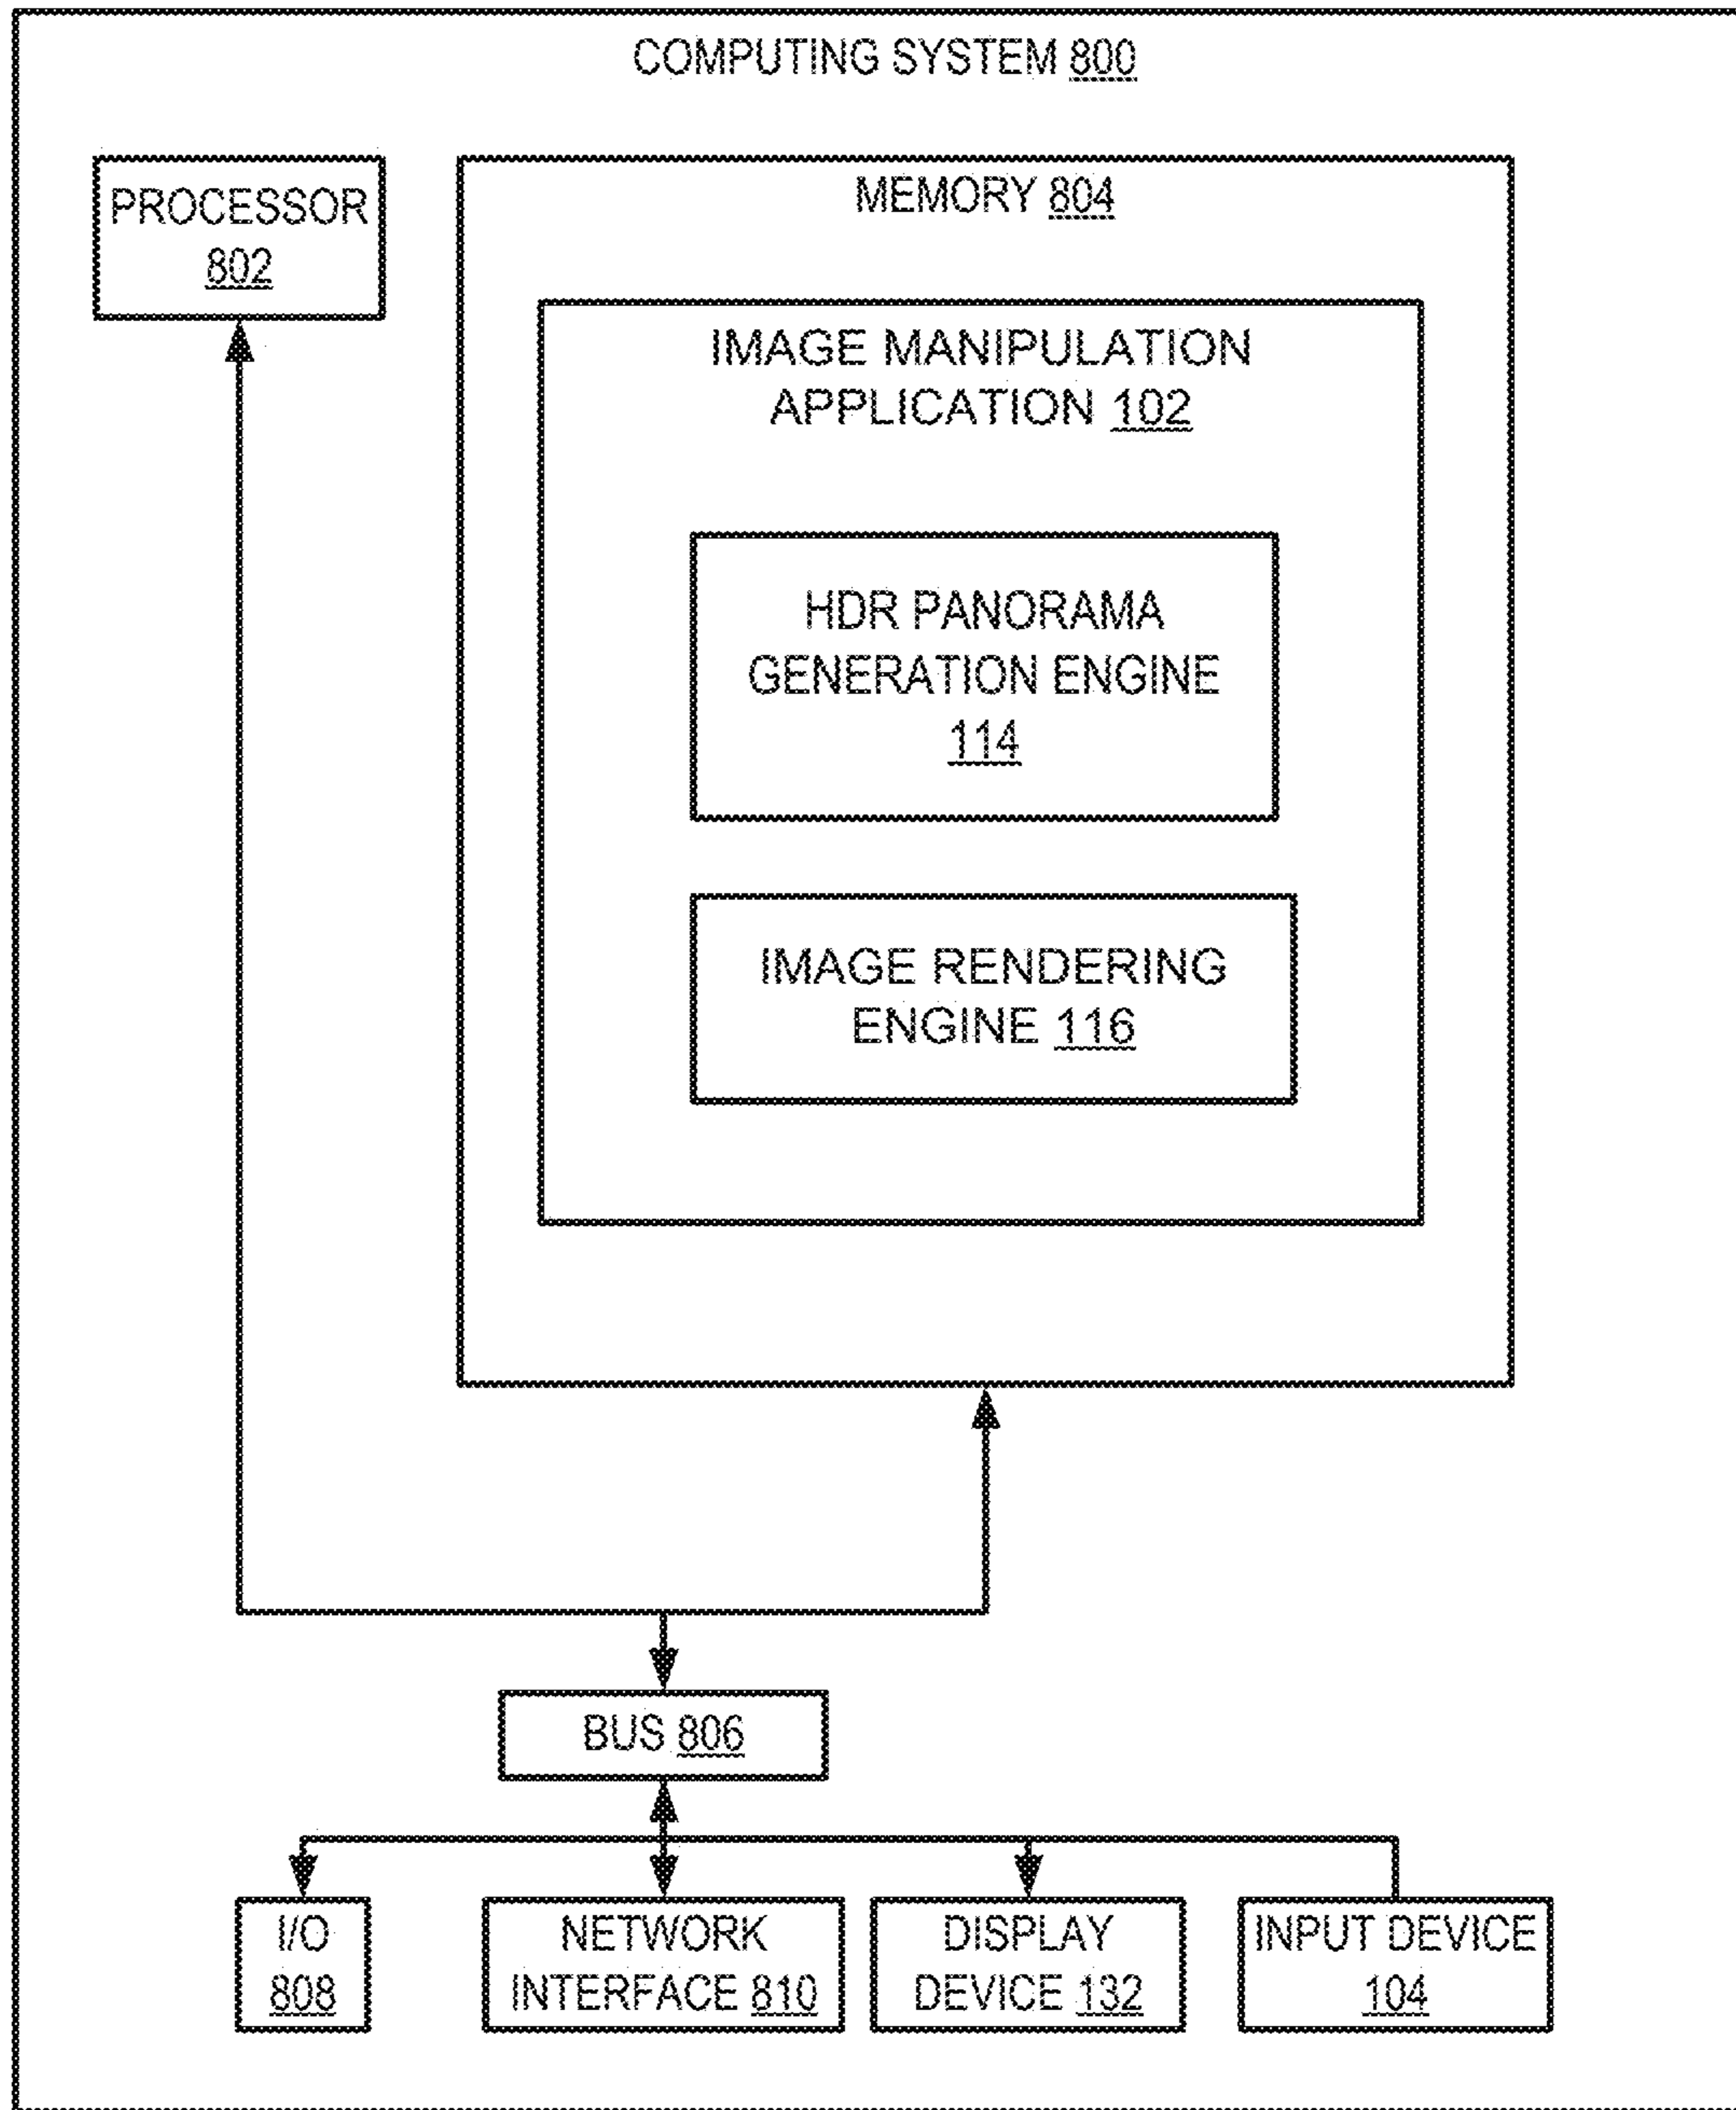 COMPUTING SYSTEM 800
PROCESSOR
802
MEMORY 804
IMAGE MANIPULATION
APPLICATION 102
HDR PANORAMA
GENERATION ENGINE
114
IMAGE RENDERING
ENGINE 116
BUS 806
I/O
808
NETWORK
INTERFACE 810
DISPLAY
DEVICE 132
INPUT DEVICE
104